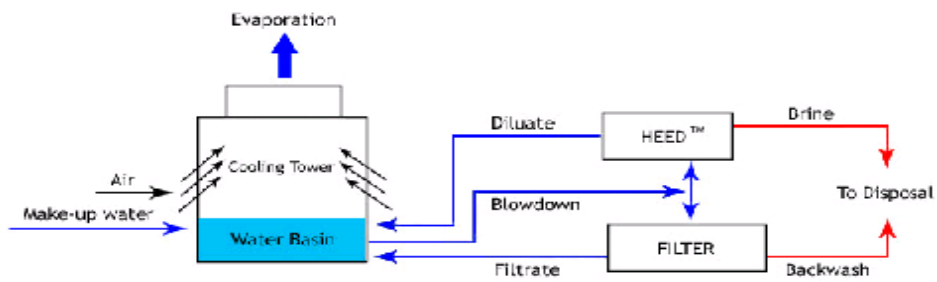 Evaporation
Diluate
HEED™
Brine
Cooling Tower
Air
Make-up water
Blowdown
To Disposal
Water Basin
Filtrate
FILTER
Backwash